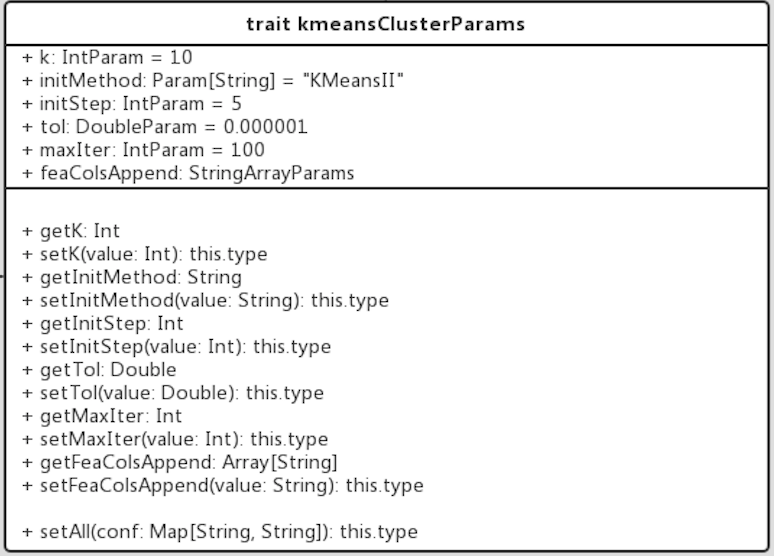 trait kmeansClusterParams
+ k: IntParam = 10
+ initMethod: Param[String] = "KMeansII"
+ initStep: IntParam = 5
+ tol: DoubleParam = 0.000001
+ maxIter: IntParam = 100
+ feaColsAppend: StringArrayParams
+ getK: Int
+ setK(value: Int): this.type
+ getInitMethod: String
+ setInitMethod(value: String): this.type
+ getInitStep: Int
+ setInitStep(value: Int): this.type
+ getTol: Double
+ setTol(value: Double): this.type
+ getMaxIter: Int
+ setMaxIter(value: Int): this.type
+ getFeaColsAppend: Array[String]
+ setFeaColsAppend(value: String): this.type
+ setAll(conf: Map[String, String]): this.type